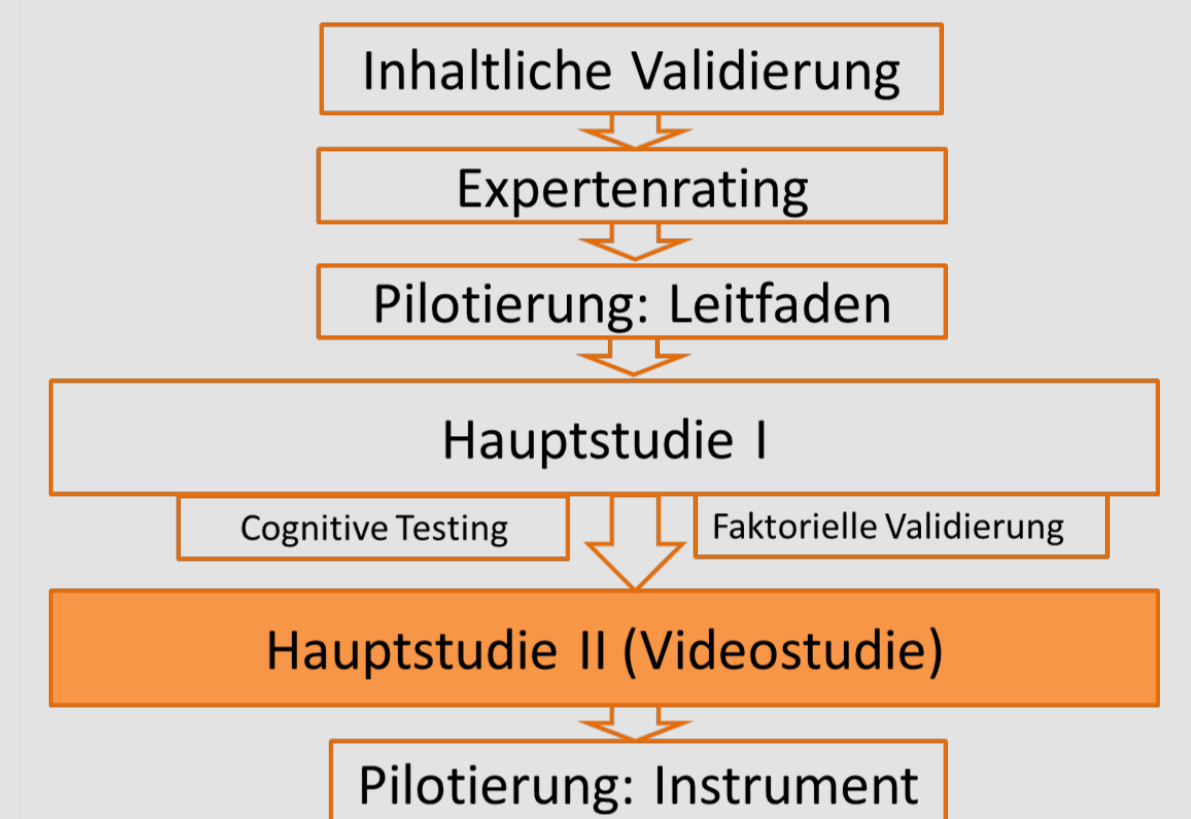 Inhaltliche Validierung
Expertenrating
Pilotierung: Leitfaden
Hauptstudie I
Cognitive Testing
Faktorielle Validierung
Hauptstudie II (Videostudie)
Pilotierung: Instrument